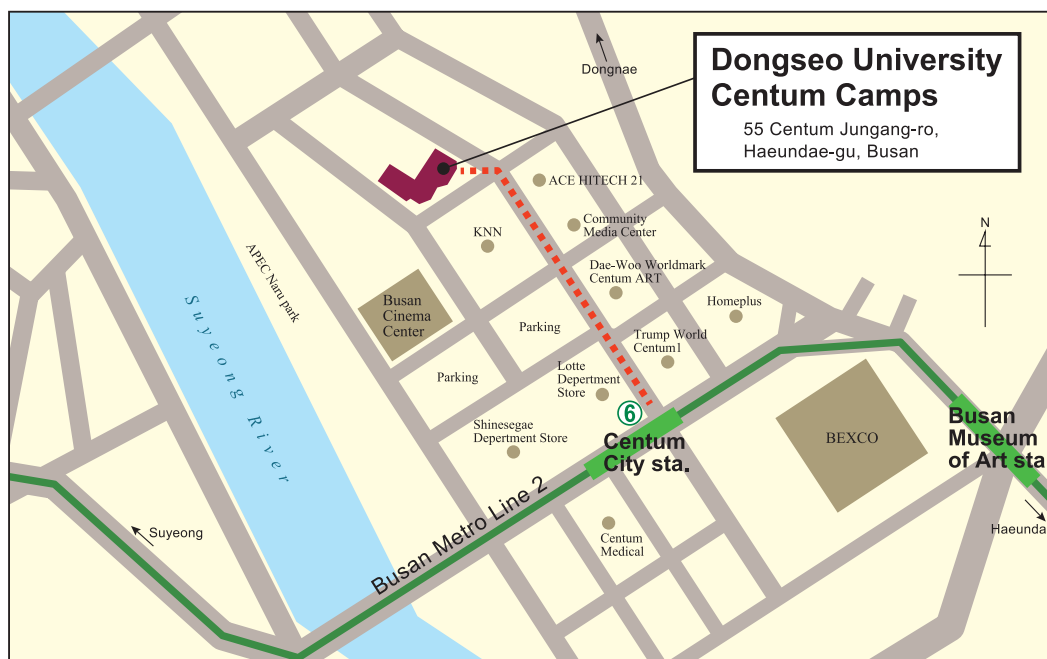 Dongseo University
Centum Camps
55 Centum Jungang-ro,
Haeundae-gu, Busan
Dongnae
N
ACE HITECH 21
KNN
Community
Media Center
APEC Naru park
Dae-Woo Worldmark
Centum ART
Busan
Cinema
Center
Homeplus
Suyeong River
Parking
Trump World
Centum1
Parking
Lotte
Depertment
Store
6
Shinesegae
Depertment Store
Centum
City sta.
BEXCO
Busan
Museum
of Art sta
Busan Metro Line 2
Suyeong
Centum
Medical
Haeunda